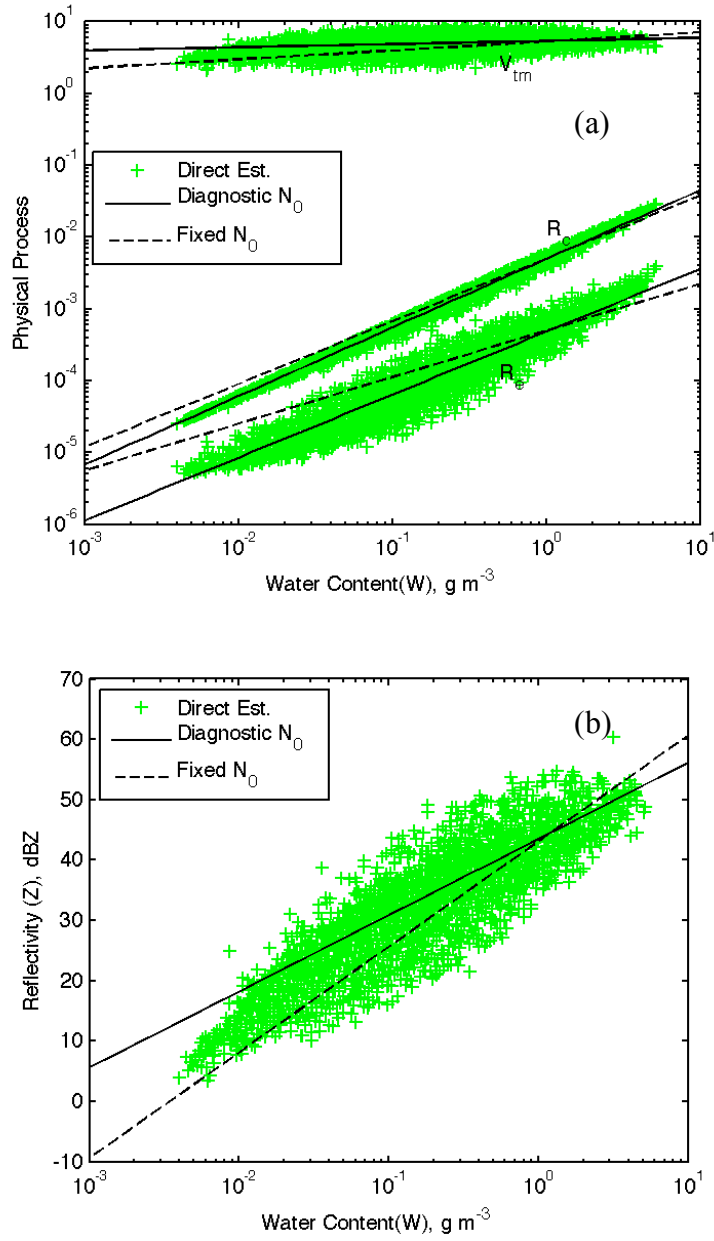 10^1
10^0
10^-1
10^-2
10^-3
10^-4
10^-5
10^-6
Physical Process
V_tm
(a)
Direct Est.
Diagnostic N_0
Fixed N_0
R_c
R_e
10^-3 10^-2 10^-1 10^0 10^1
Water Content(W), g m^-3
70
60
50
40
30
20
10
0
-10
Reflectivity (Z), dBZ
Direct Est.
Diagnostic N_0
Fixed N_0
(b)
10^-3 10^-2 10^-1 10^0 10^1
Water Content(W), g m^-3